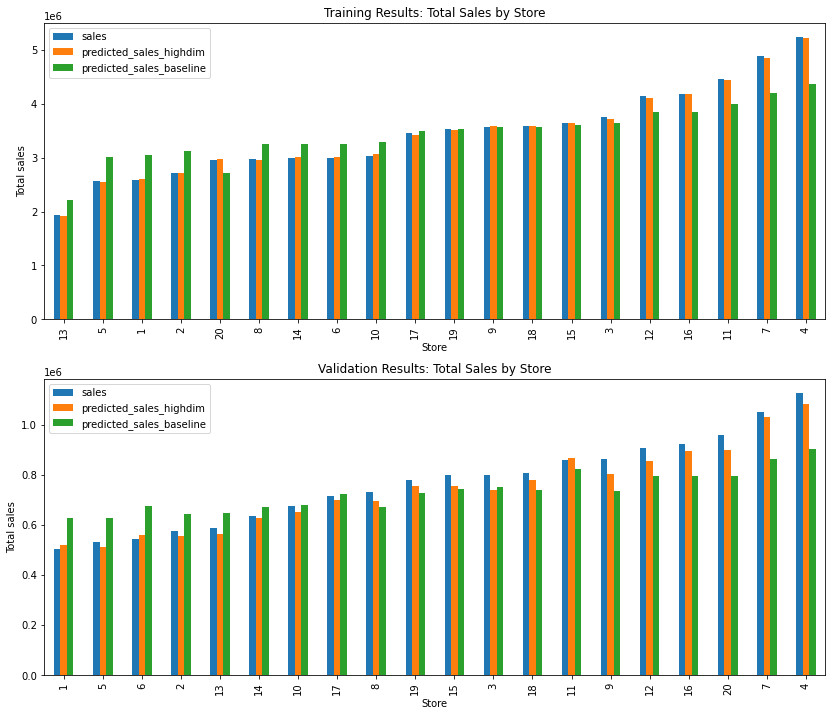 Training Results: Total Sales by Store
1e6
sales
predicted_sales_highdim
predicted_sales_baseline
5
4
3
2
1
0
Total sales
13 5 1 2 20 8 14 6 10 17 19 9 18 15 3 12 16 11 7 4
Store
Validation Results: Total Sales by Store
1e6
sales
predicted_sales_highdim
predicted_sales_baseline
1.0
0.8
0.6
0.4
0.2
0.0
Total sales
1 5 6 2 13 14 10 17 8 19 15 3 18 11 9 12 16 20 7 4
Store